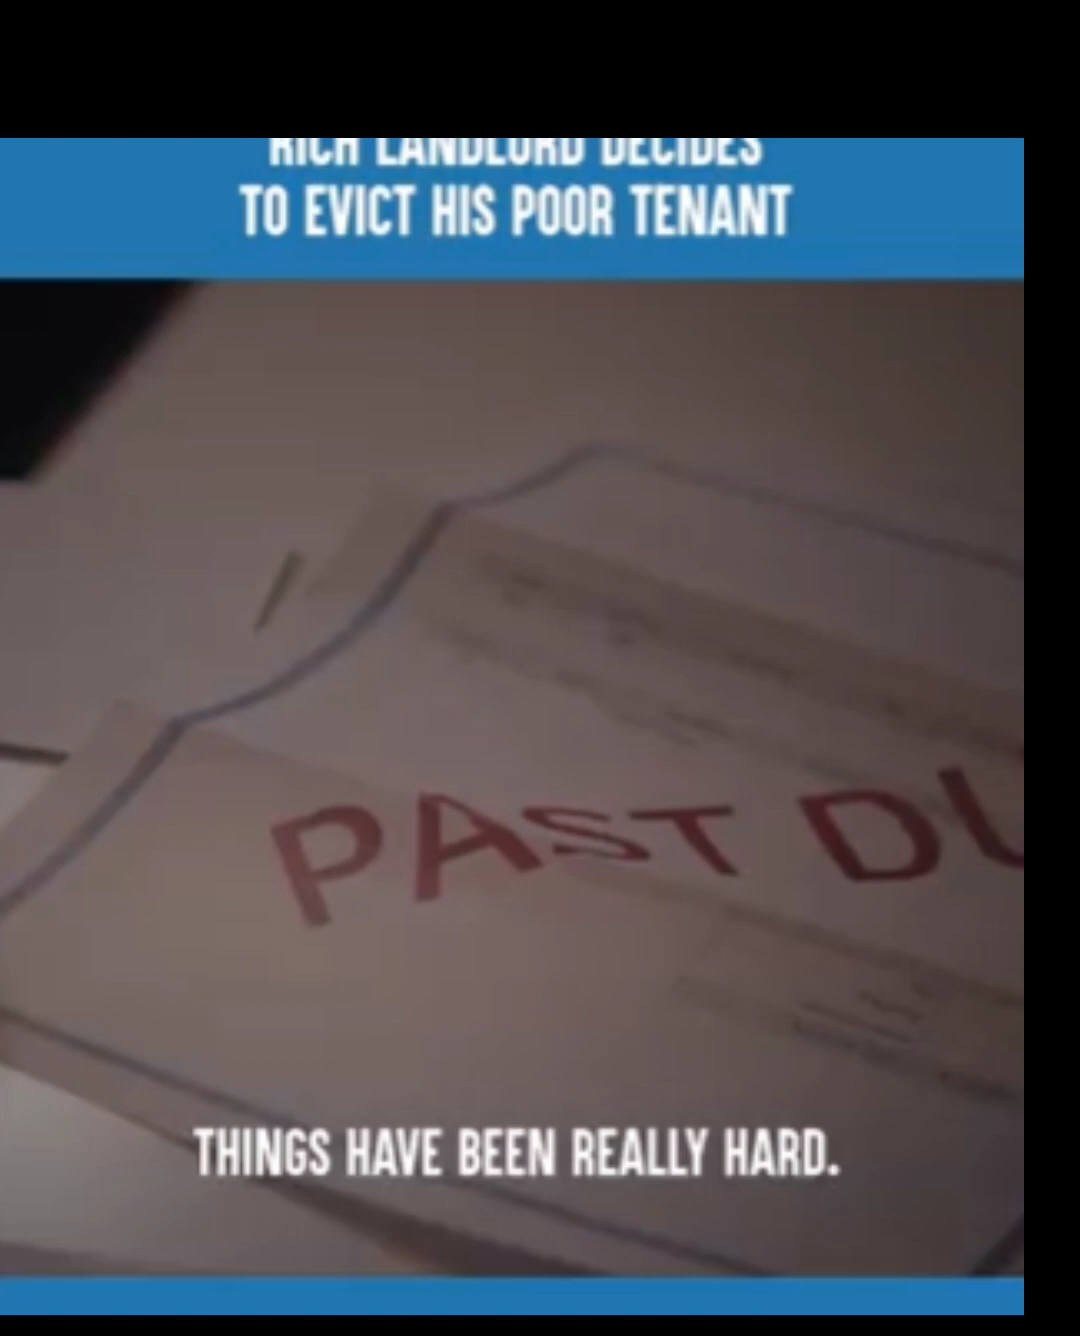 RICH LANDLORD DECIDES
TO EVICT HIS POOR TENANT
PAST DU
THINGS HAVE BEEN REALLY HARD.